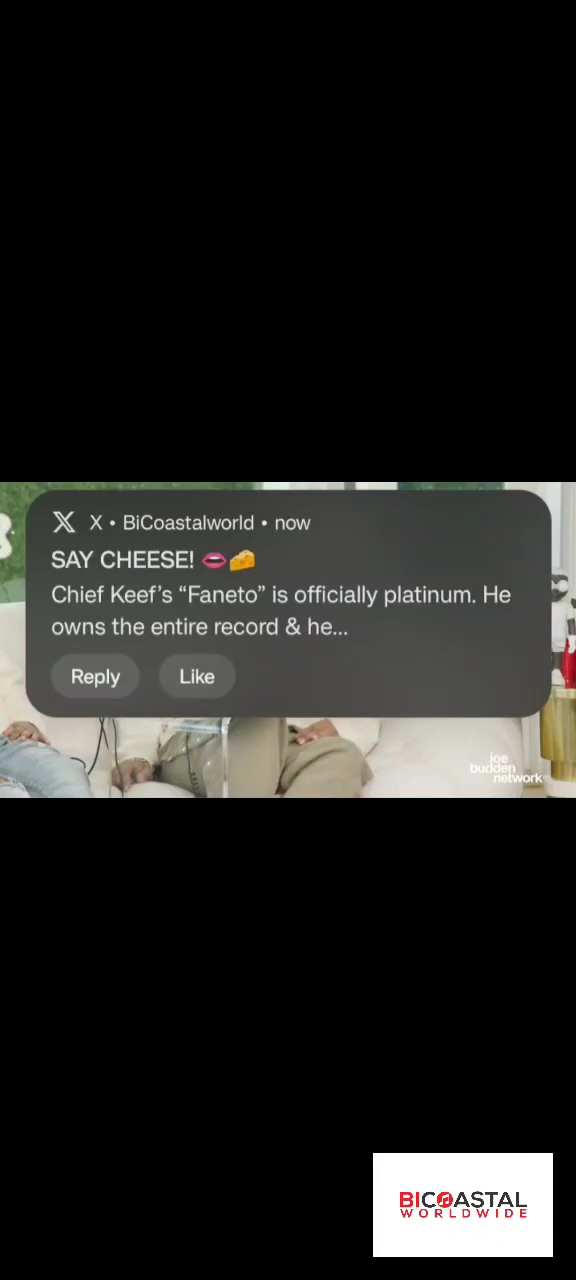 X • BiCoastalworld • now
SAY CHEESE! 👄🧀
Chief Keef's “Faneto” is officially platinum. He
owns the entire record & he...
Reply Like
joe
budden
network
BICOASTAL
WORLDWIDE